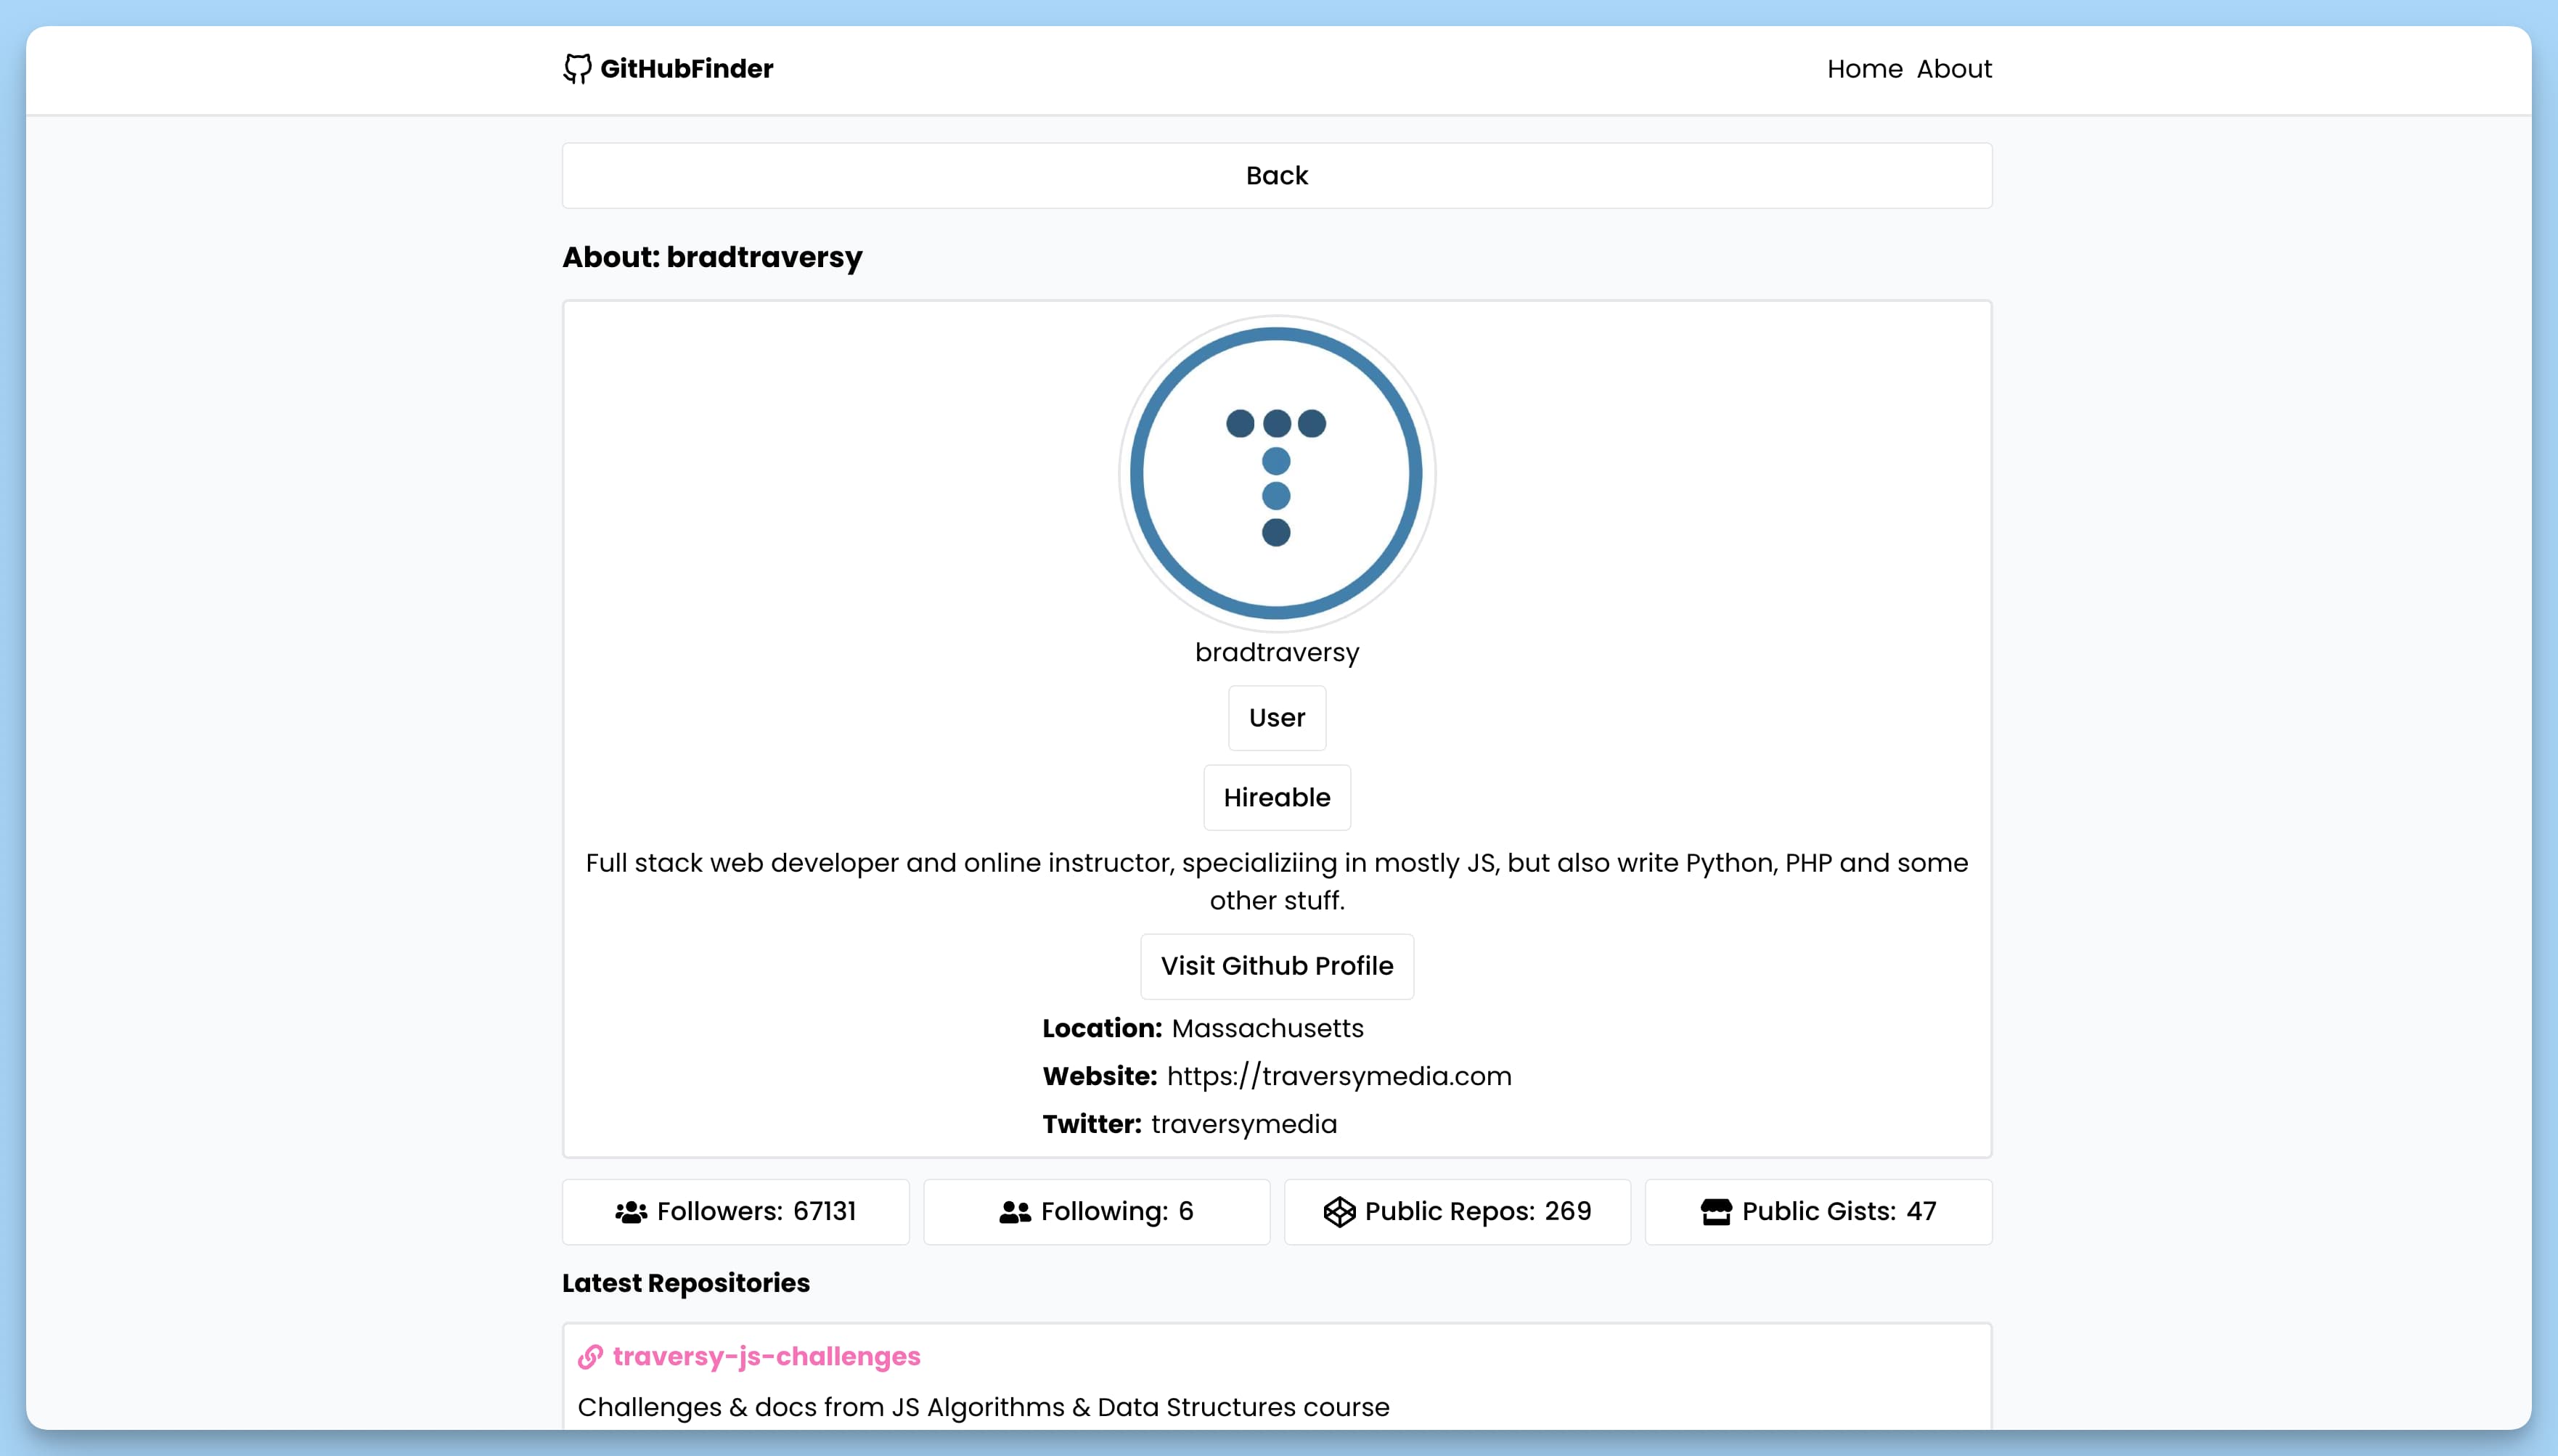 GitHubFinder
Home About
Back
About: bradtraversy
bradtraversy
User
Hireable
Full stack web developer and online instructor, specializiing in mostly JS, but also write Python, PHP and some
other stuff.
Visit Github Profile
Location: Massachusetts
Website: https://traversymedia.com
Twitter: traversymedia
Followers: 67131
Following: 6
Public Repos: 269
Public Gists: 47
Latest Repositories
traversy-js-challenges
Challenges & docs from JS Algorithms & Data Structures course